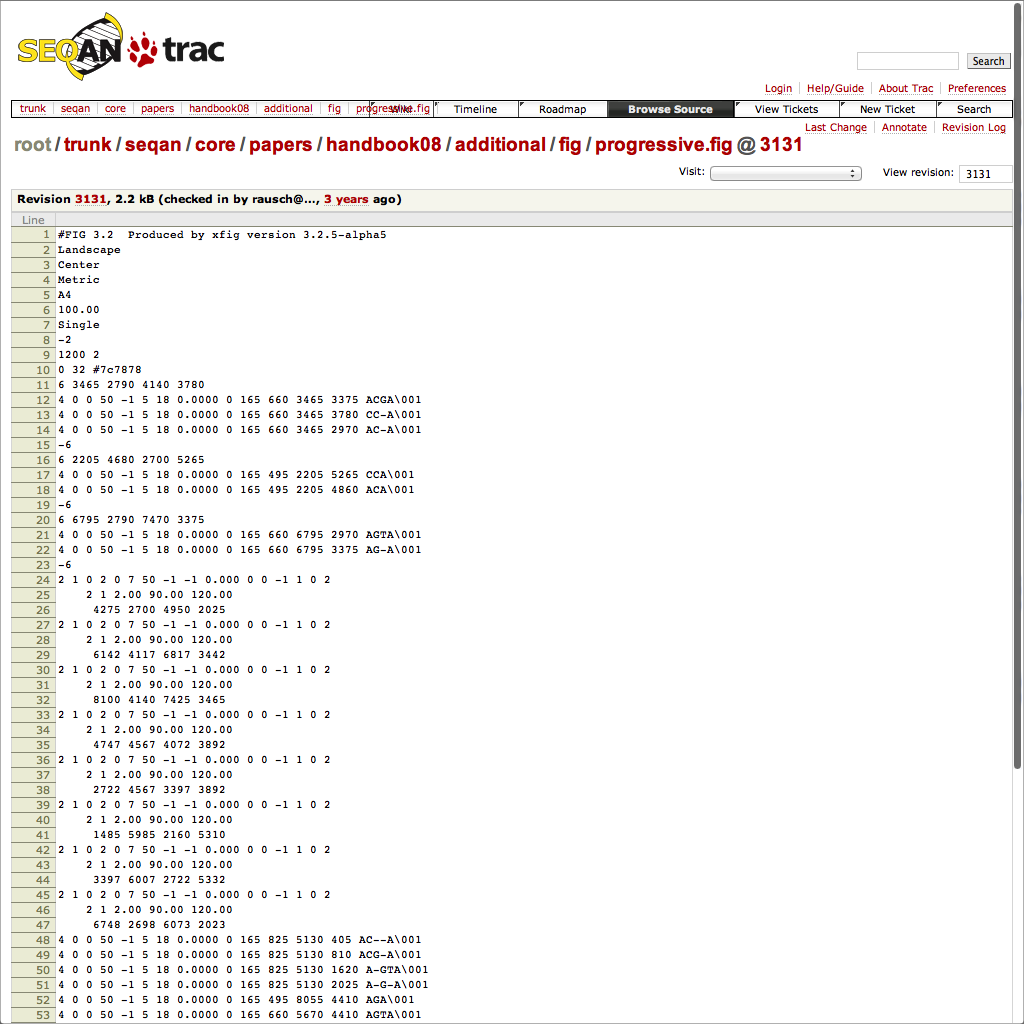 SEQAN trac
Search
Login Help/Guide About Trac Preferences
trunk seqan core papers handbook08 additional fig progressive.fig Wiki Timeline Roadmap Browse Source View Tickets New Ticket Search
Last Change Annotate Revision Log
root/trunk/seqan/core/papers/handbook08/additional/fig/progressive.fig @ 3131
Visit: View revision: 3131
Revision 3131, 2.2 kB (checked in by rausch@…, 3 years ago)
Line
1 #FIG 3.2  Produced by xfig version 3.2.5-alpha5
2 Landscape
3 Center
4 Metric
5 A4
6 100.00
7 Single
8 -2
9 1200 2
10 0 32 #7c7878
11 6 3465 2790 4140 3780
12 4 0 0 50 -1 5 18 0.0000 0 165 660 3465 3375 ACGA\001
13 4 0 0 50 -1 5 18 0.0000 0 165 660 3465 3780 CC-A\001
14 4 0 0 50 -1 5 18 0.0000 0 165 660 3465 2970 AC-A\001
15 -6
16 6 2205 4680 2700 5265
17 4 0 0 50 -1 5 18 0.0000 0 165 495 2205 5265 CCA\001
18 4 0 0 50 -1 5 18 0.0000 0 165 495 2205 4860 ACA\001
19 -6
20 6 6795 2790 7470 3375
21 4 0 0 50 -1 5 18 0.0000 0 165 660 6795 2970 AGTA\001
22 4 0 0 50 -1 5 18 0.0000 0 165 660 6795 3375 AG-A\001
23 -6
24 2 1 0 2 0 7 50 -1 -1 0.000 0 0 -1 1 0 2
25 2 1 2.00 90.00 120.00
26 4275 2700 4950 2025
27 2 1 0 2 0 7 50 -1 -1 0.000 0 0 -1 1 0 2
28 2 1 2.00 90.00 120.00
29 6142 4117 6817 3442
30 2 1 0 2 0 7 50 -1 -1 0.000 0 0 -1 1 0 2
31 2 1 2.00 90.00 120.00
32 8100 4140 7425 3465
33 2 1 0 2 0 7 50 -1 -1 0.000 0 0 -1 1 0 2
34 2 1 2.00 90.00 120.00
35 4747 4567 4072 3892
36 2 1 0 2 0 7 50 -1 -1 0.000 0 0 -1 1 0 2
37 2 1 2.00 90.00 120.00
38 2722 4567 3397 3892
39 2 1 0 2 0 7 50 -1 -1 0.000 0 0 -1 1 0 2
40 2 1 2.00 90.00 120.00
41 1485 5985 2160 5310
42 2 1 0 2 0 7 50 -1 -1 0.000 0 0 -1 1 0 2
43 2 1 2.00 90.00 120.00
44 3397 6007 2722 5332
45 2 1 0 2 0 7 50 -1 -1 0.000 0 0 -1 1 0 2
46 2 1 2.00 90.00 120.00
47 6748 2698 6073 2023
48 4 0 0 50 -1 5 18 0.0000 0 165 825 5130 405 AC--A\001
49 4 0 0 50 -1 5 18 0.0000 0 165 825 5130 810 ACG-A\001
50 4 0 0 50 -1 5 18 0.0000 0 165 825 5130 1620 A-GTA\001
51 4 0 0 50 -1 5 18 0.0000 0 165 825 5130 2025 A-G-A\001
52 4 0 0 50 -1 5 18 0.0000 0 165 495 8055 4410 AGA\001
53 4 0 0 50 -1 5 18 0.0000 0 165 660 5670 4410 AGTA\001